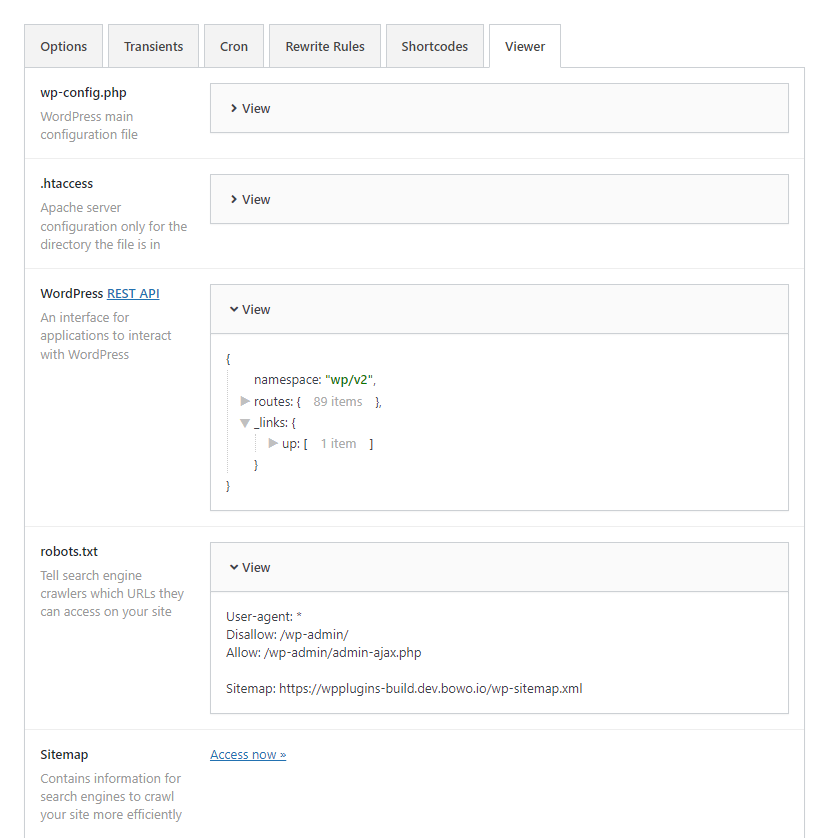 Options Transients Cron Rewrite Rules Shortcodes Viewer
wp-config.php
WordPress main
configuration file
View
.htaccess
Apache server
configuration only for the
directory the file is in
View
WordPress REST API
An interface for
applications to interact
with WordPress
View
{
namespace: "wp/v2",
routes: { 89 items },
_links: {
up: [ 1 item ]
}
}
robots.txt
Tell search engine
crawlers which URLs they
can access on your site
View
User-agent: *
Disallow: /wp-admin/
Allow: /wp-admin/admin-ajax.php
Sitemap: https://wpplugins-build.dev.bowo.io/wp-sitemap.xml
Sitemap
Contains information for
search engines to crawl
your site more efficiently
Access now »